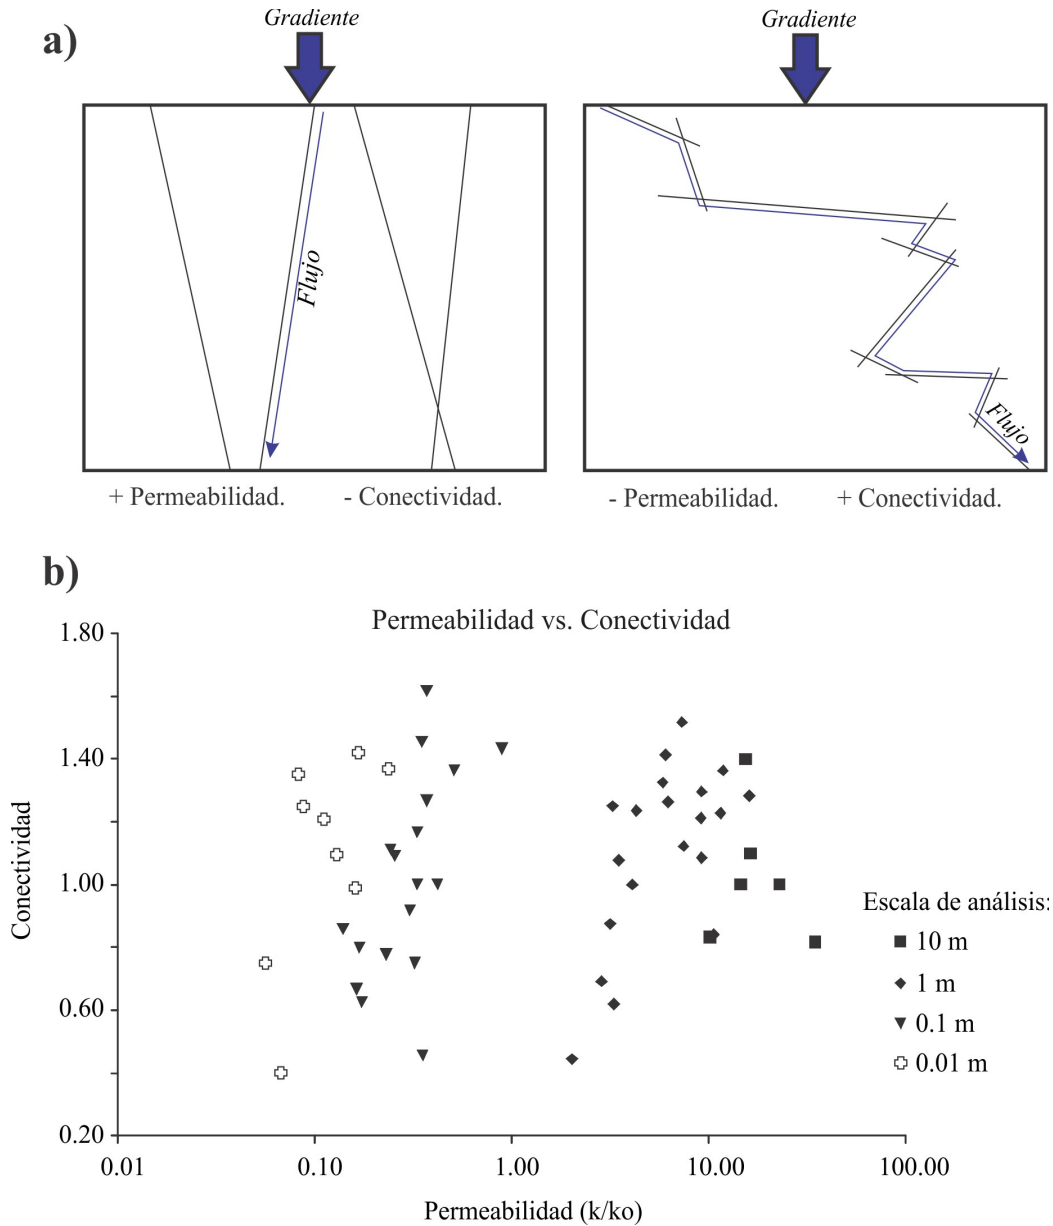 a)
Gradiente
Gradiente
Flujo
Flujo
+ Permeabilidad.
- Conectividad.
- Permeabilidad.
+ Conectividad.
b)
Permeabilidad vs. Conectividad
1.80
1.40
1.00
0.60
0.20
Conectividad
0.01
0.10
1.00
10.00
100.00
Permeabilidad (k/ko)
Escala de análisis:
10 m
1 m
0.1 m
0.01 m